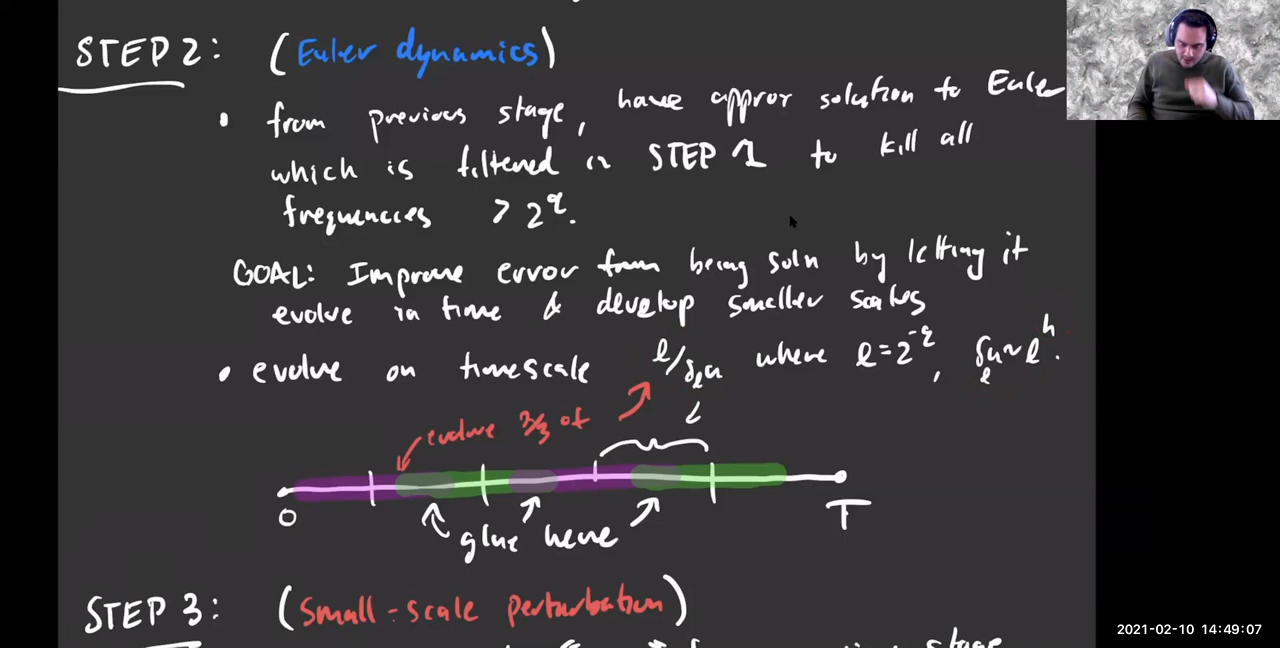 STEP 2: (Euler dynamics)
• from previous stage, have approx solution to Euler
which is filtered in STEP 1 to kill all
frequencies > 2^q.
GOAL: Improve error from being soln by letting it
evolve in time & develop smaller scales
• evolve on timescale ℓ/δ_ℓu where ℓ=2^-q, δ_ℓu~ℓ^h.
evolve 2/3 of
0
T
glue here
STEP 3: (Small-scale perturbation)
stage
2021-02-10 14:49:07